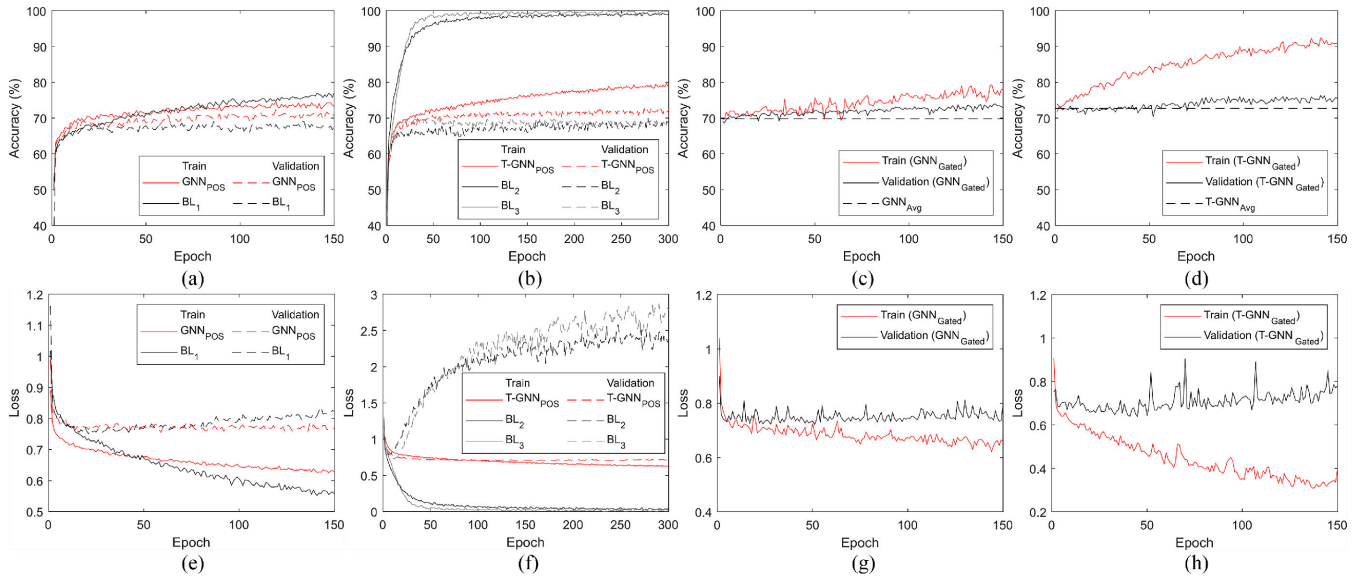 100
90
80
70
60
50
40
Accuracy (%)
Train Validation
GNN_POS GNN_POS
BL_1 BL_1
50 100 150
Epoch
(a)
100
90
80
70
60
50
40
Accuracy (%)
Train Validation
T-GNN_POS T-GNN_POS
BL_2 BL_2
BL_3 BL_3
0 50 100 150 200 250 300
Epoch
(b)
100
90
80
70
60
50
40
Accuracy (%)
Train (GNN_Gated)
Validation (GNN_Gated)
GNN_Avg
0 50 100 150
Epoch
(c)
100
90
80
70
60
50
40
Accuracy (%)
Train (T-GNN_Gated)
Validation (T-GNN_Gated)
T-GNN_Avg
0 50 100 150
Epoch
(d)
1.2
1.1
1
0.9
0.8
0.7
0.6
0.5
Loss
Train Validation
GNN_POS GNN_POS
BL_1 BL_1
0 50 100 150
Epoch
(e)
3
2.5
2
1.5
1
0.5
0
Loss
Train Validation
T-GNN_POS T-GNN_POS
BL_2 BL_2
BL_3 BL_3
0 50 100 150 200 250 300
Epoch
(f)
1.2
1
0.8
0.6
0.4
Loss
Train (GNN_Gated)
Validation (GNN_Gated)
0 50 100 150
Epoch
(g)
1.2
1
0.8
0.6
0.4
0.2
Loss
Train (T-GNN_Gated)
Validation (T-GNN_Gated)
0 50 100 150
Epoch
(h)